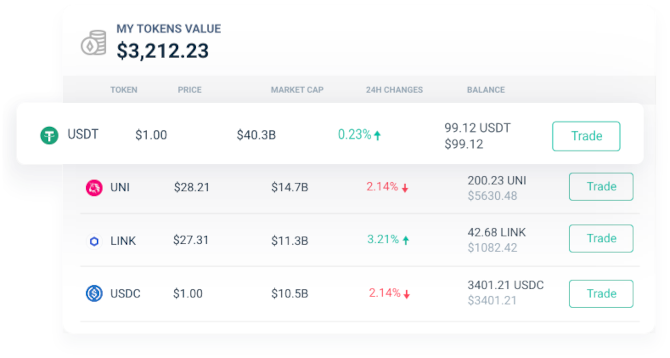 MY TOKENS VALUE
$3,212.23
TOKEN PRICE MARKET CAP 24H CHANGES BALANCE
USDT $1.00 $40.3B 0.23% 99.12 USDT Trade
$99.12
UNI $28.21 $14.7B 2.14% 200.23 UNI Trade
$5630.48
LINK $27.31 $11.3B 3.21% 42.68 LINK Trade
$1082.42
USDC $1.00 $10.5B 2.14% 3401.21 USDC Trade
$3401.21